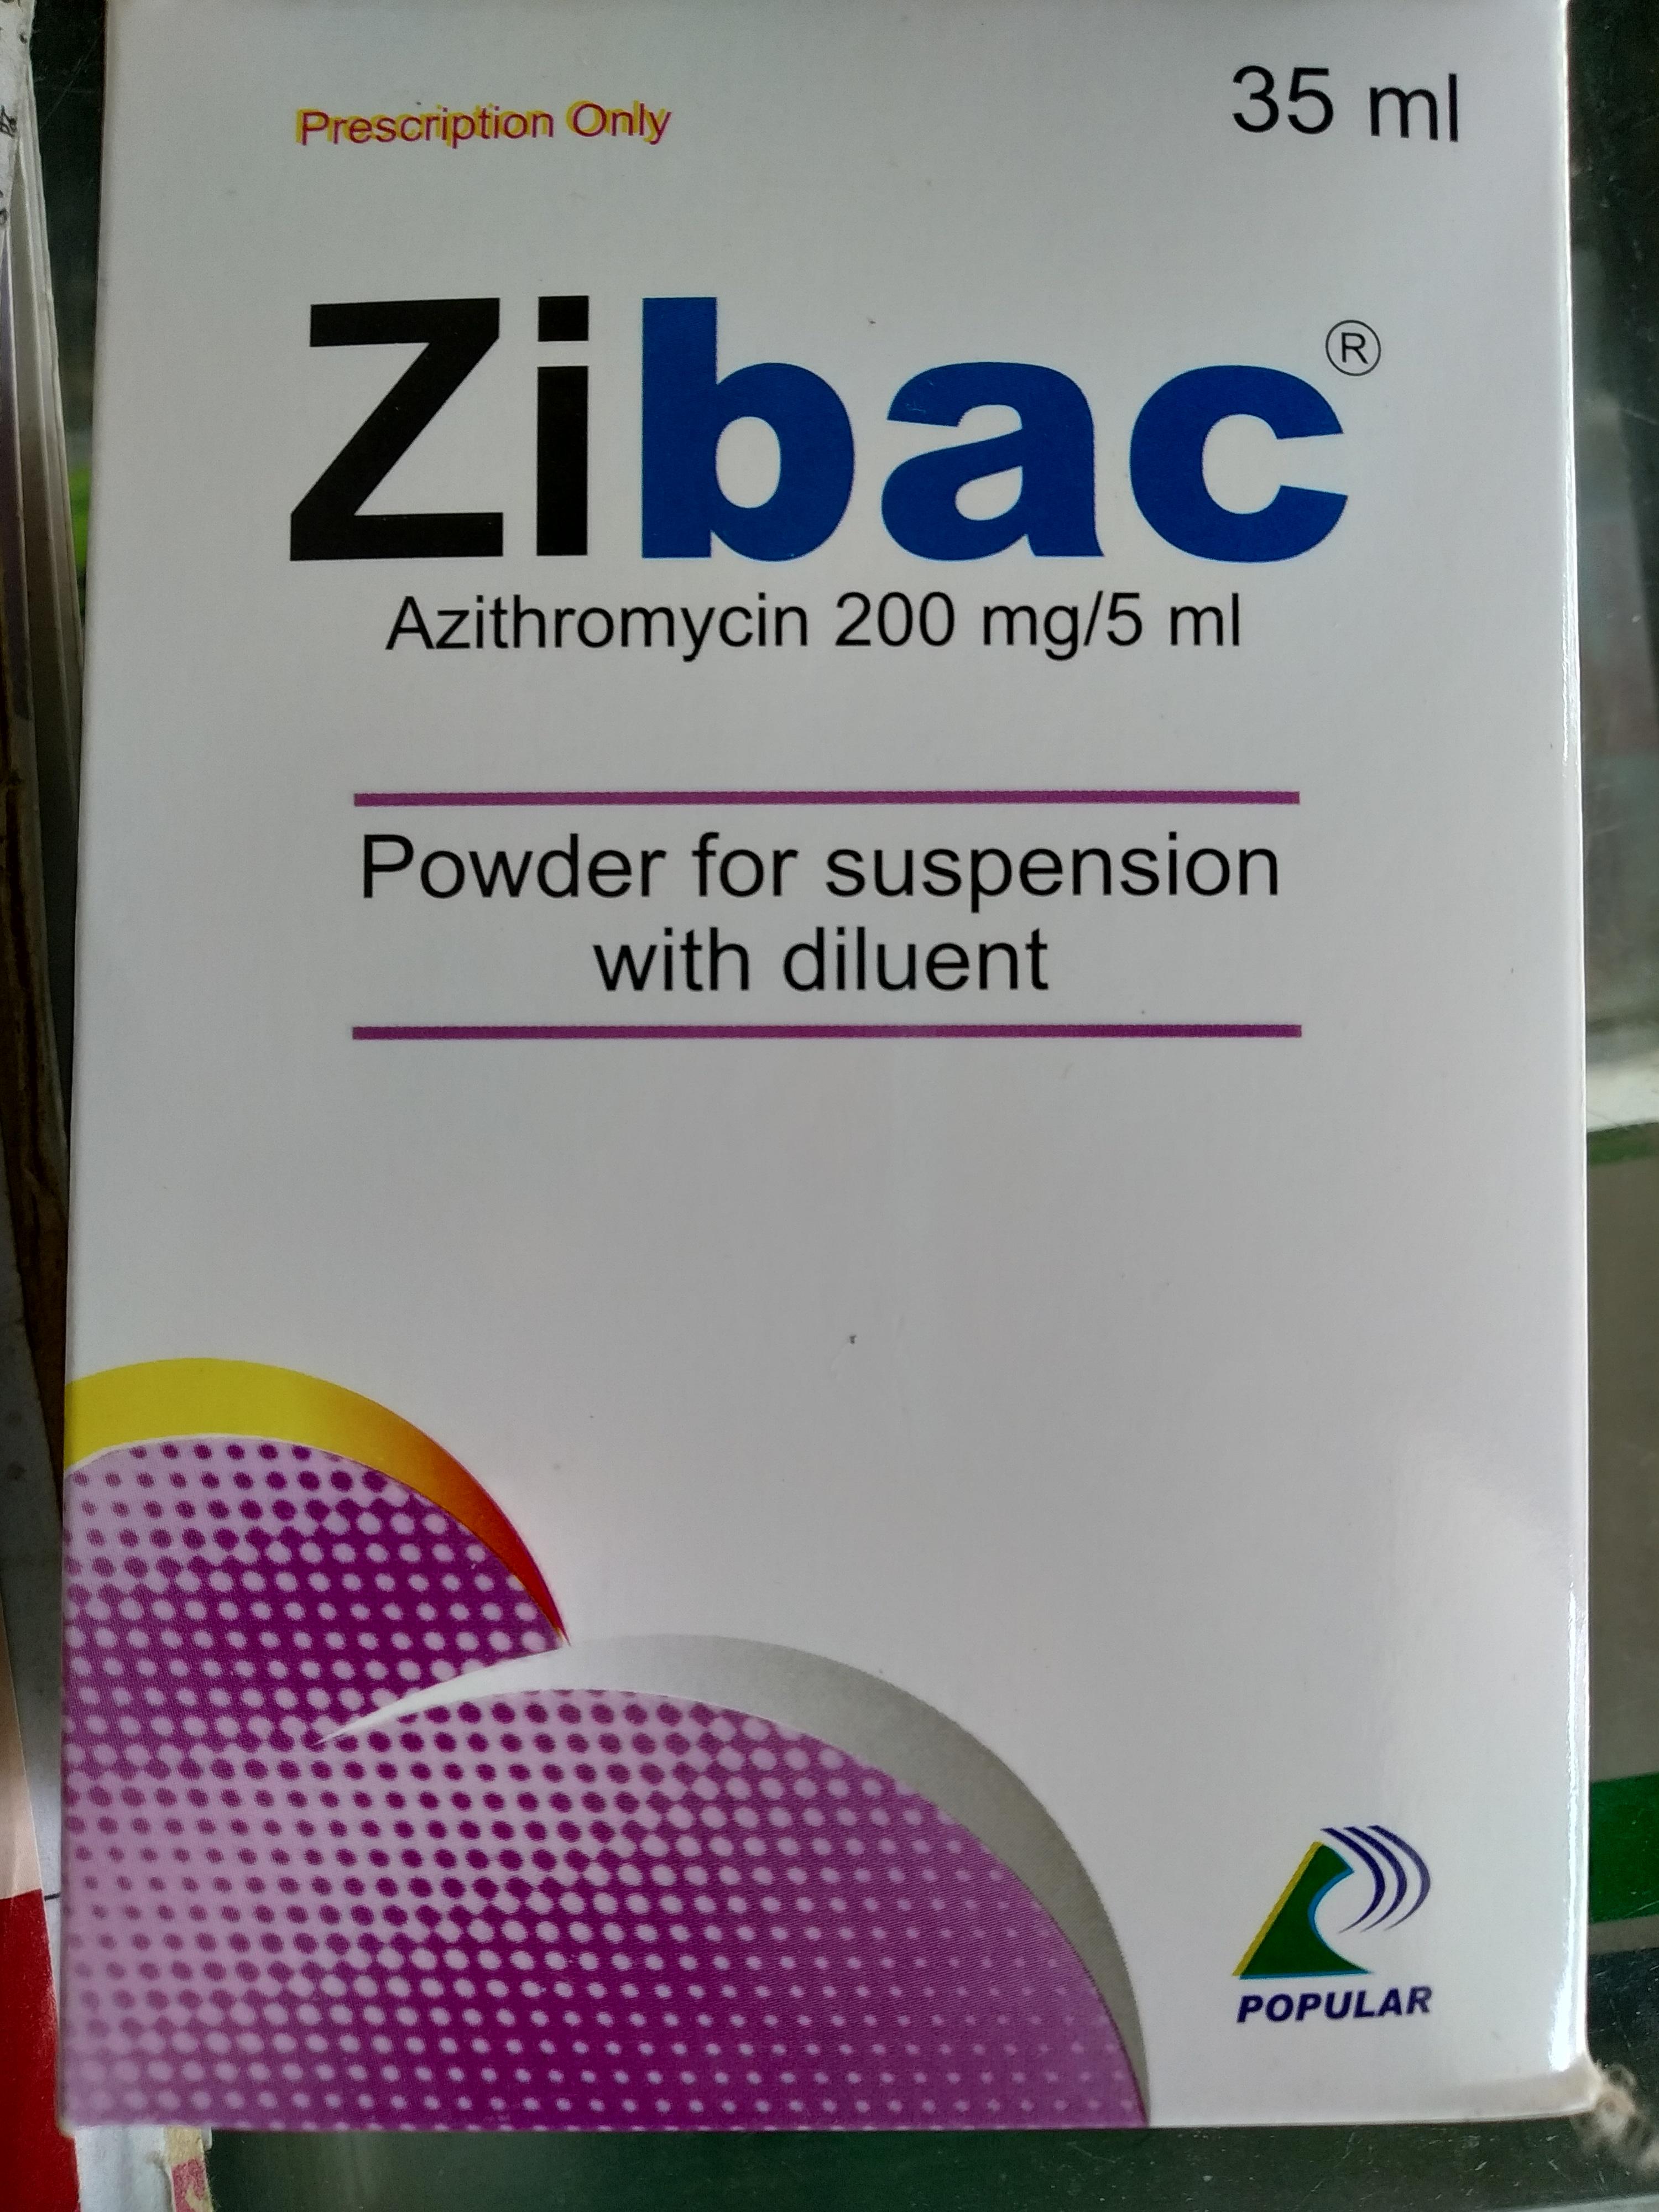 Prescription Only
35 ml
Zibac®
Azithromycin 200 mg/5 ml
Powder for suspension
with diluent
POPULAR